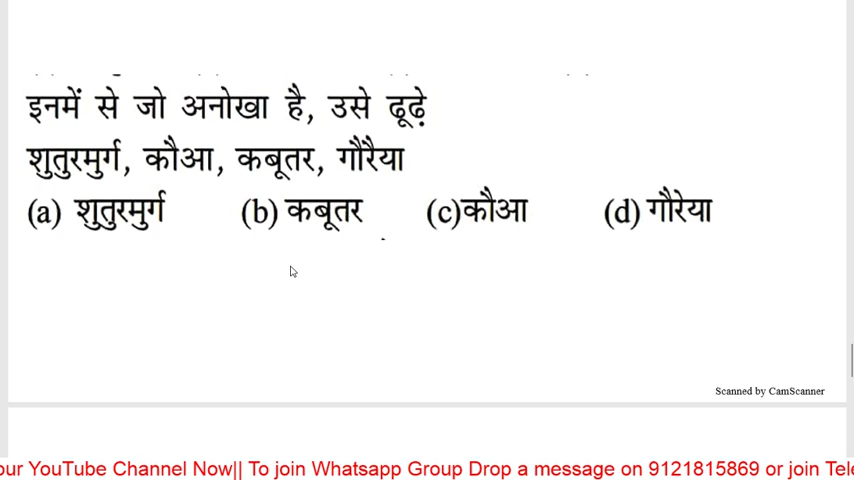 इनमें से जो अनोखा है, उसे ढूढ़े
शुतुरमुर्ग, कौआ, कबूतर, गौरैया
(a) शुतुरमुर्ग (b) कबूतर (c)कौआ (d) गौरेया
Scanned by CamScanner
our YouTube Channel Now|| To join Whatsapp Group Drop a message on 9121815869 or join Tele